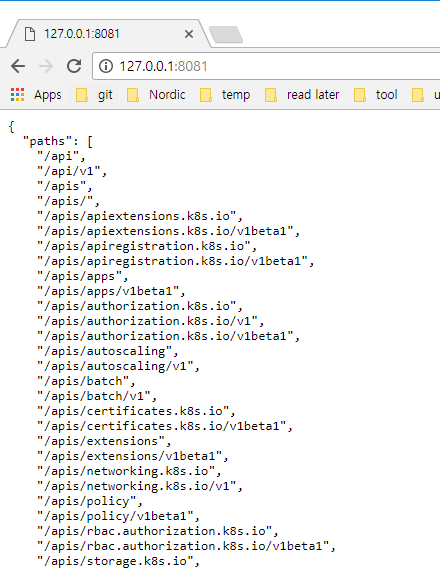 127.0.0.1:8081
127.0.0.1:8081
Apps git Nordic temp read later tool
{
"paths": [
"/api",
"/api/v1",
"/apis",
"/apis/",
"/apis/apiextensions.k8s.io",
"/apis/apiextensions.k8s.io/v1beta1",
"/apis/apiregistration.k8s.io",
"/apis/apiregistration.k8s.io/v1beta1",
"/apis/apps",
"/apis/apps/v1beta1",
"/apis/authorization.k8s.io",
"/apis/authorization.k8s.io/v1",
"/apis/authorization.k8s.io/v1beta1",
"/apis/autoscaling",
"/apis/autoscaling/v1",
"/apis/batch",
"/apis/batch/v1",
"/apis/certificates.k8s.io",
"/apis/certificates.k8s.io/v1beta1",
"/apis/extensions",
"/apis/extensions/v1beta1",
"/apis/networking.k8s.io",
"/apis/networking.k8s.io/v1",
"/apis/policy",
"/apis/policy/v1beta1",
"/apis/rbac.authorization.k8s.io",
"/apis/rbac.authorization.k8s.io/v1beta1",
"/apis/storage.k8s.io",